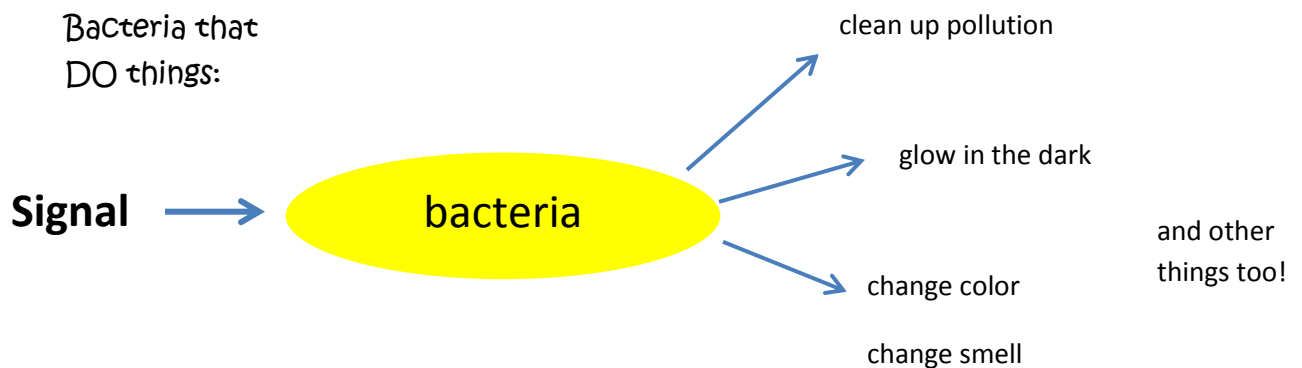 Bacteria that
DO things:
clean up pollution
glow in the dark
Signal
bacteria
and other
things too!
change color
change smell